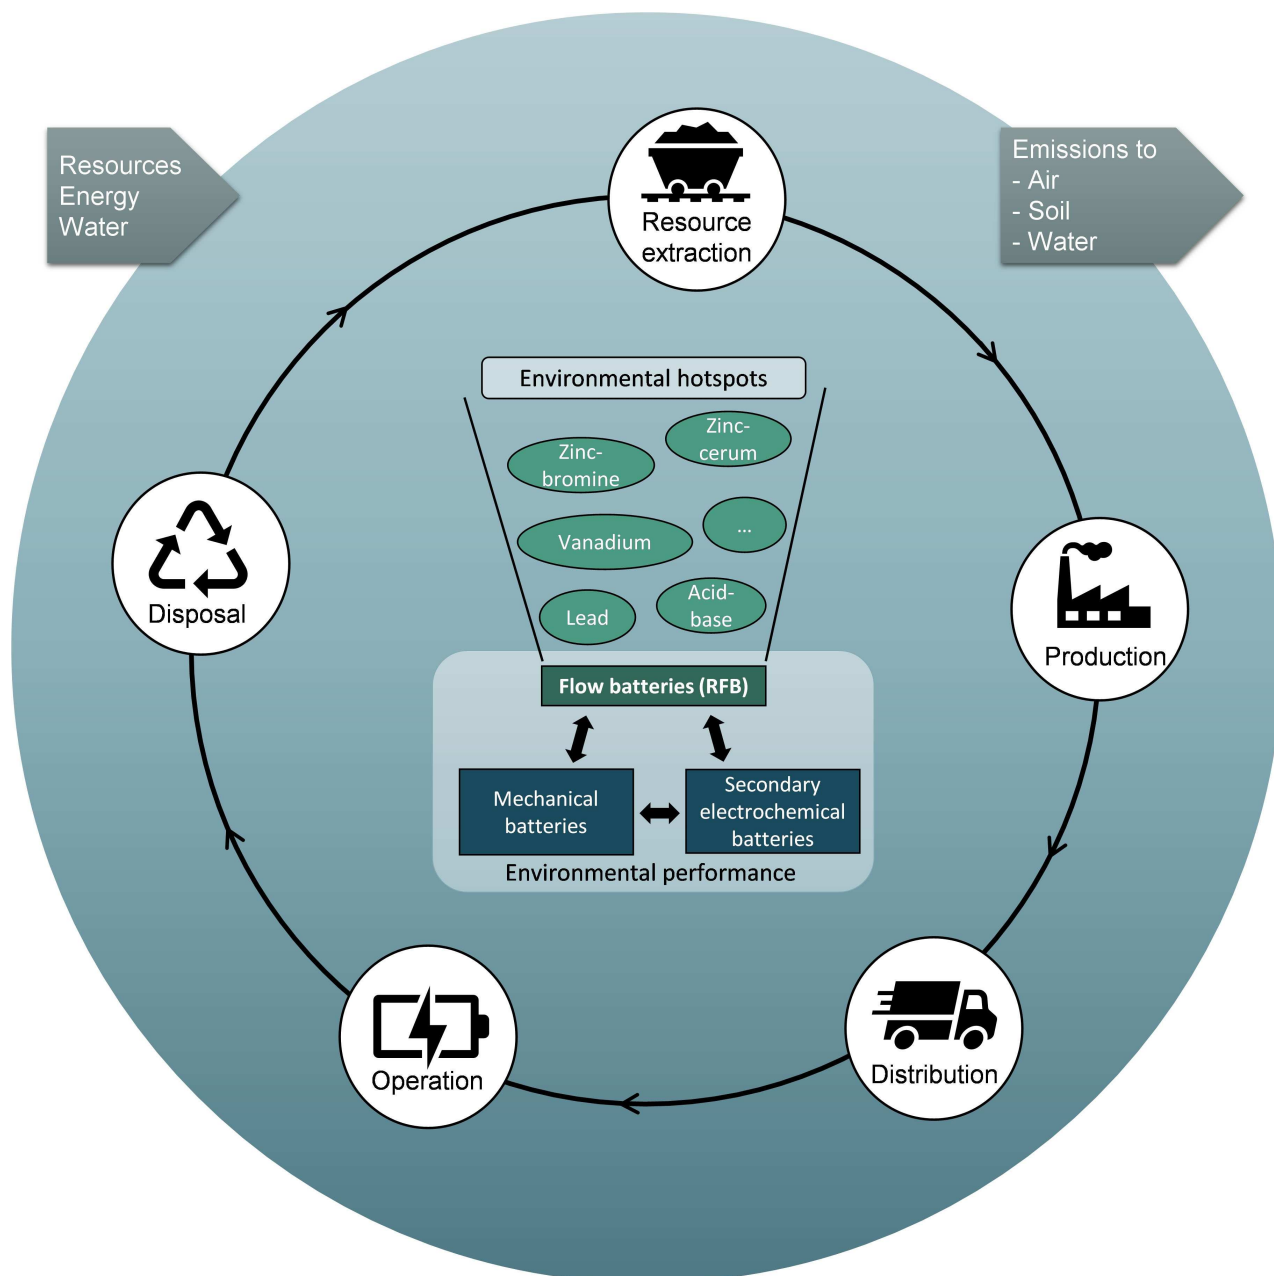 Resources
Energy
Water
Emissions to
- Air
- Soil
- Water
Resource
extraction
Environmental hotspots
Zinc-
bromine
Zinc-
cerum
Vanadium
...
Lead
Acid-
base
Flow batteries (RFB)
Mechanical
batteries
Secondary
electrochemical
batteries
Environmental performance
Production
Distribution
Operation
Disposal